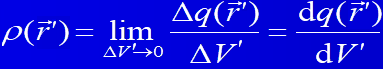 ρ(r⃗′) = lim_{ΔV′→0} Δq(r⃗′)/ΔV′ = dq(r⃗′)/dV′